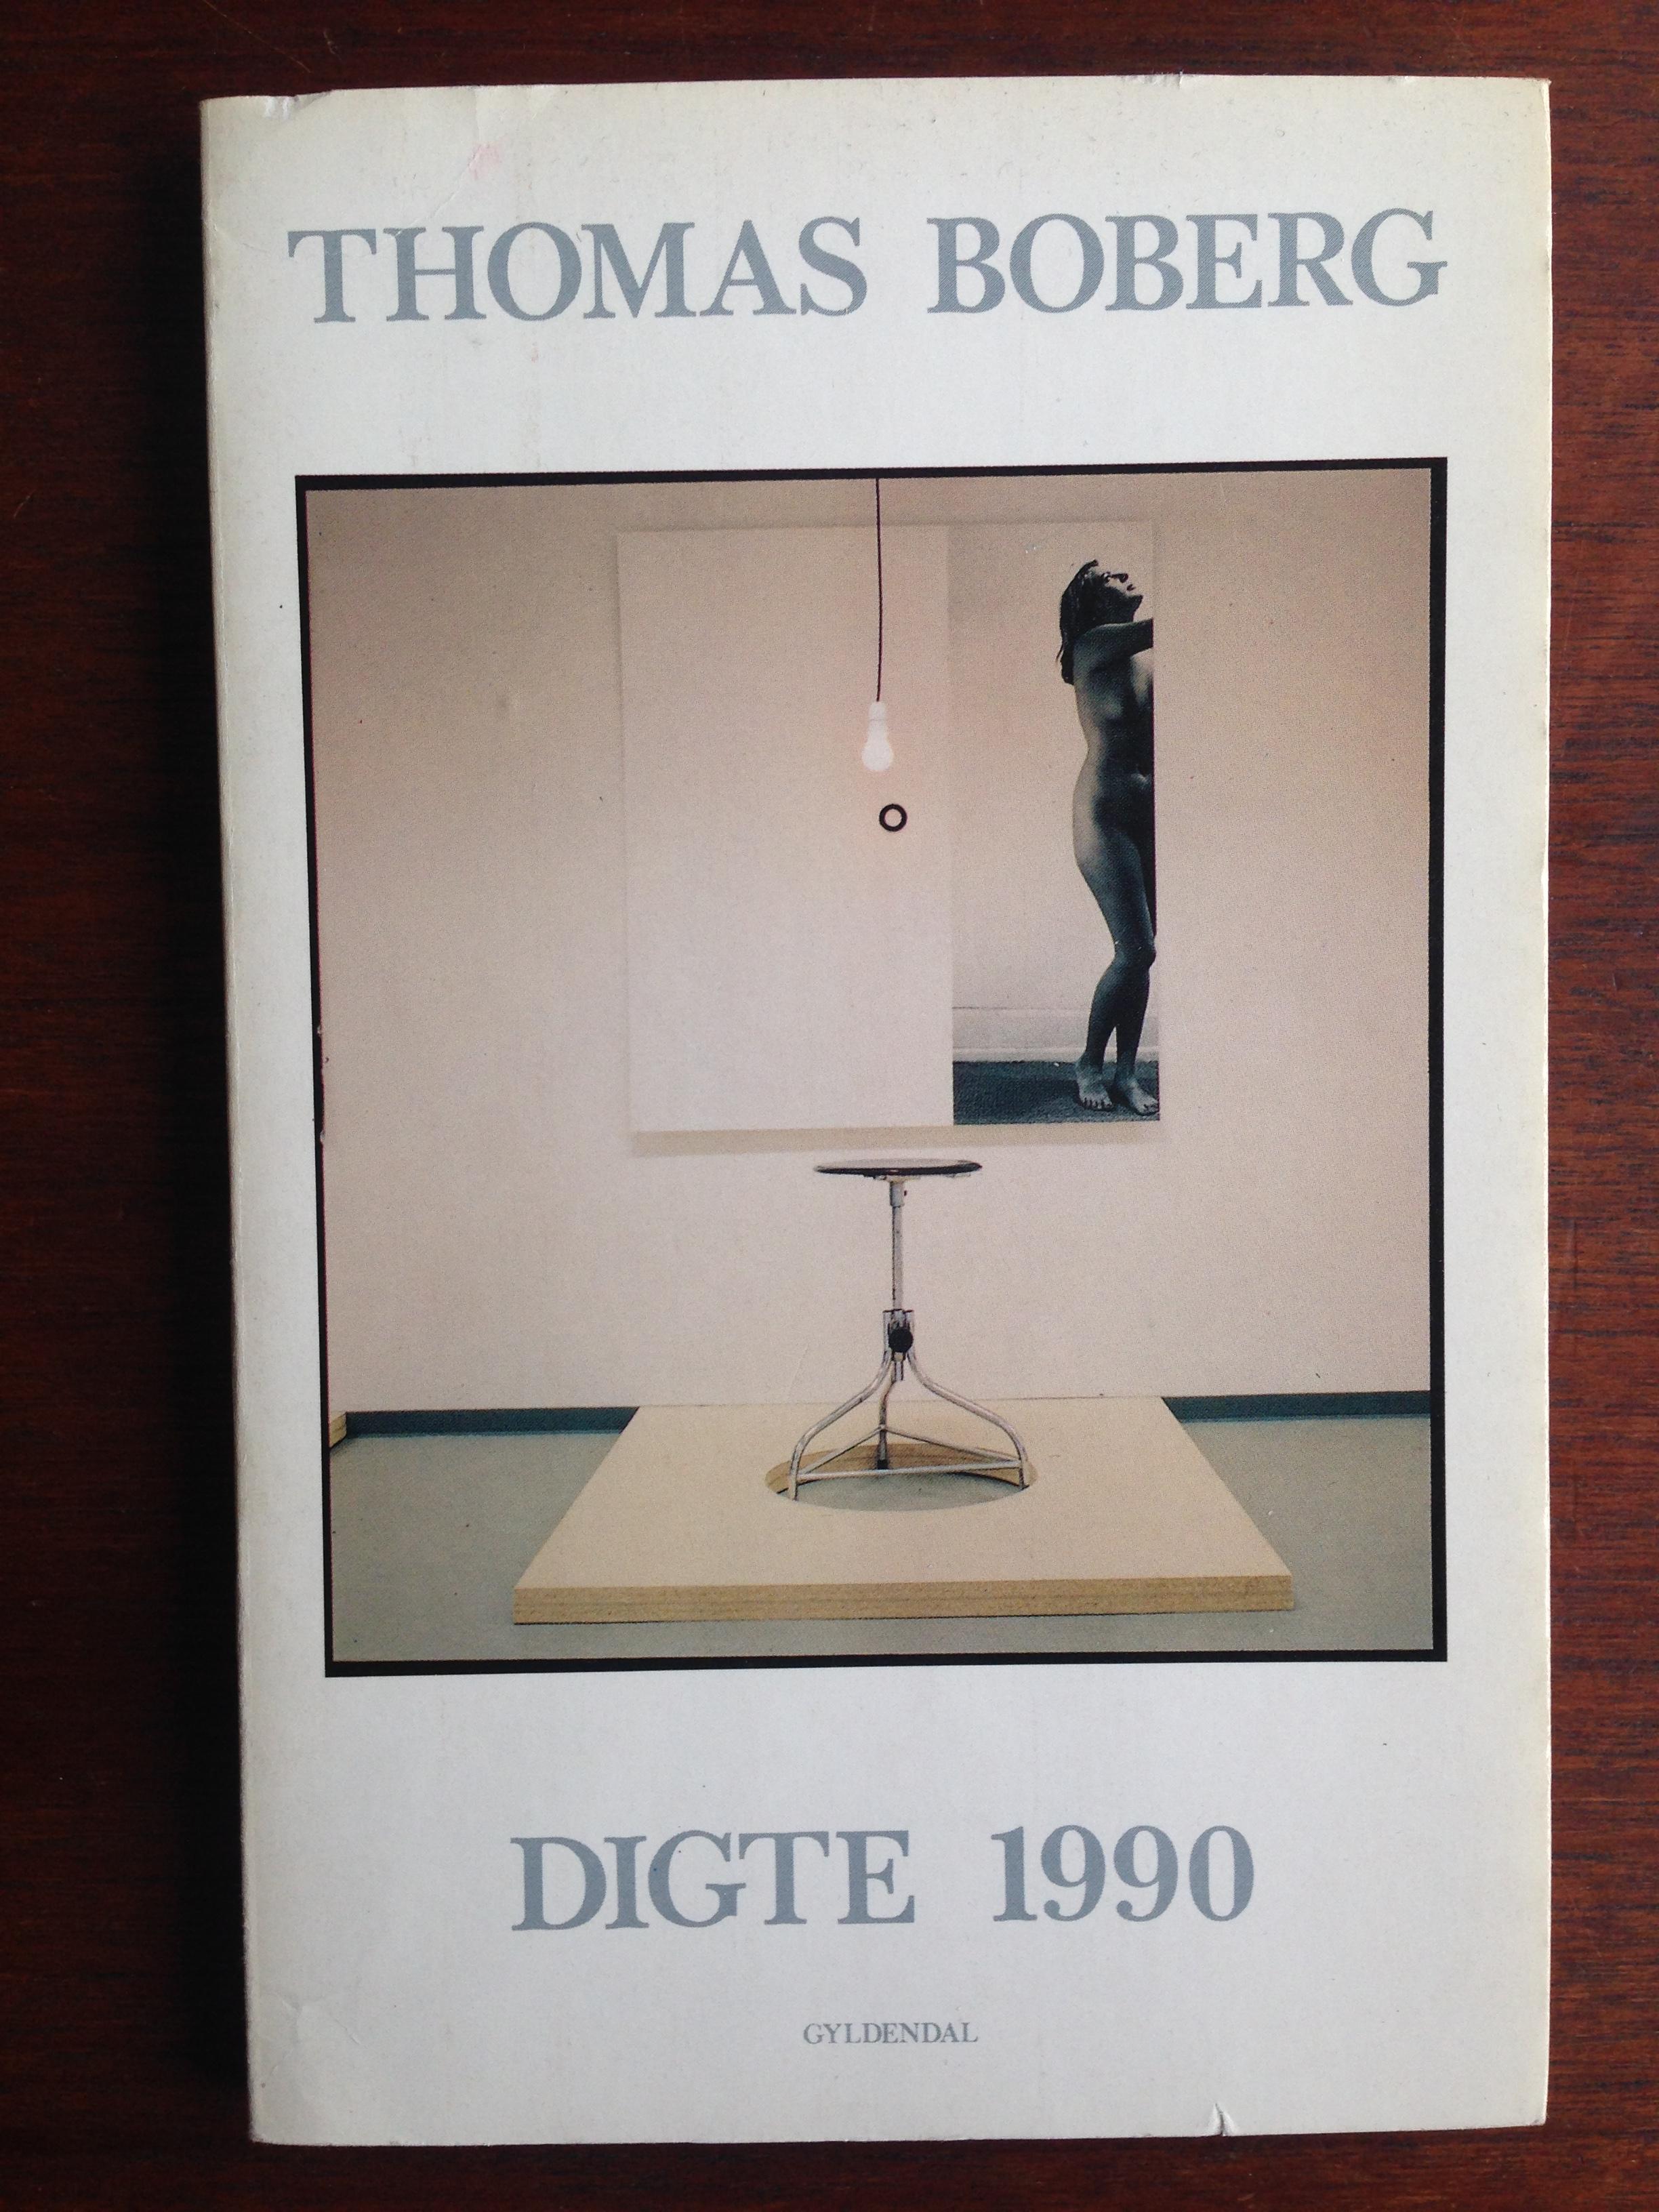 THOMAS BOBERG
DIGTE 1990
GYLDENDAL